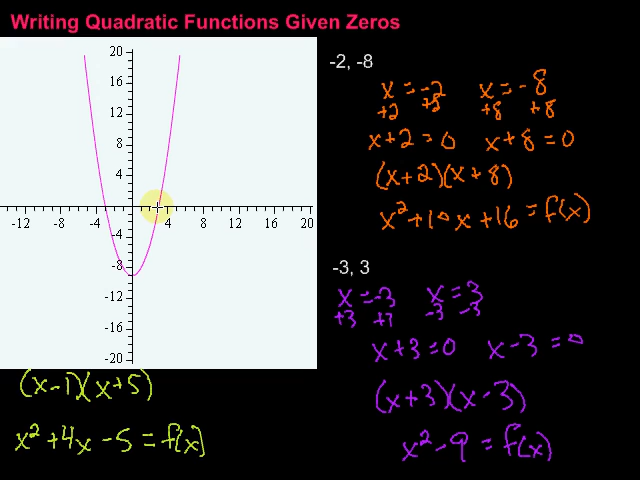 Writing Quadratic Functions Given Zeros
20
16
12
8
4
-12 -8 -4 4 8 12 16 20
-4
-8
-12
-16
-20
(x-1)(x+5)
x²+4x-5=f(x)
-2, -8
x=-2 x=-8
+2 +2 +8 +8
x+2=0 x+8=0
(x+2)(x+8)
x²+10x+16=f(x)
-3, 3
x=-3 x=3
+3 -3 -3
x+3=0 x-3=0
(x+3)(x-3)
x²-9=f(x)